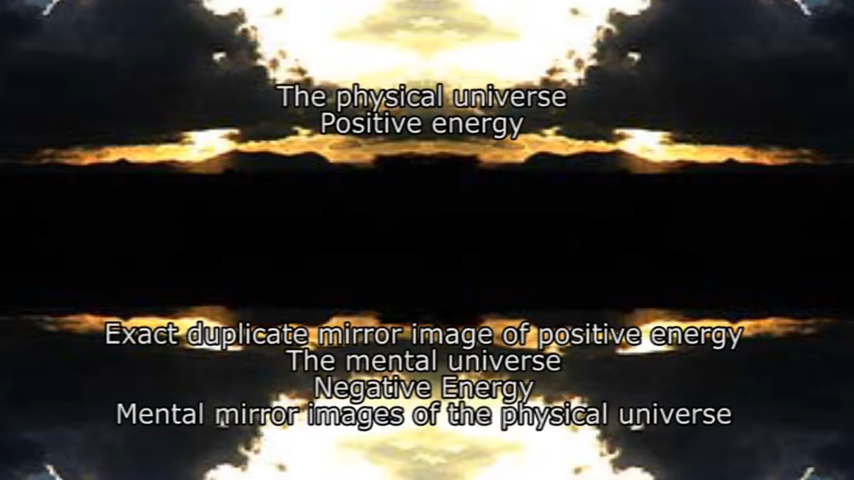 The physical universe
Positive energy
Exact duplicate mirror image of positive energy
The mental universe
Negative Energy
Mental mirror images of the physical universe